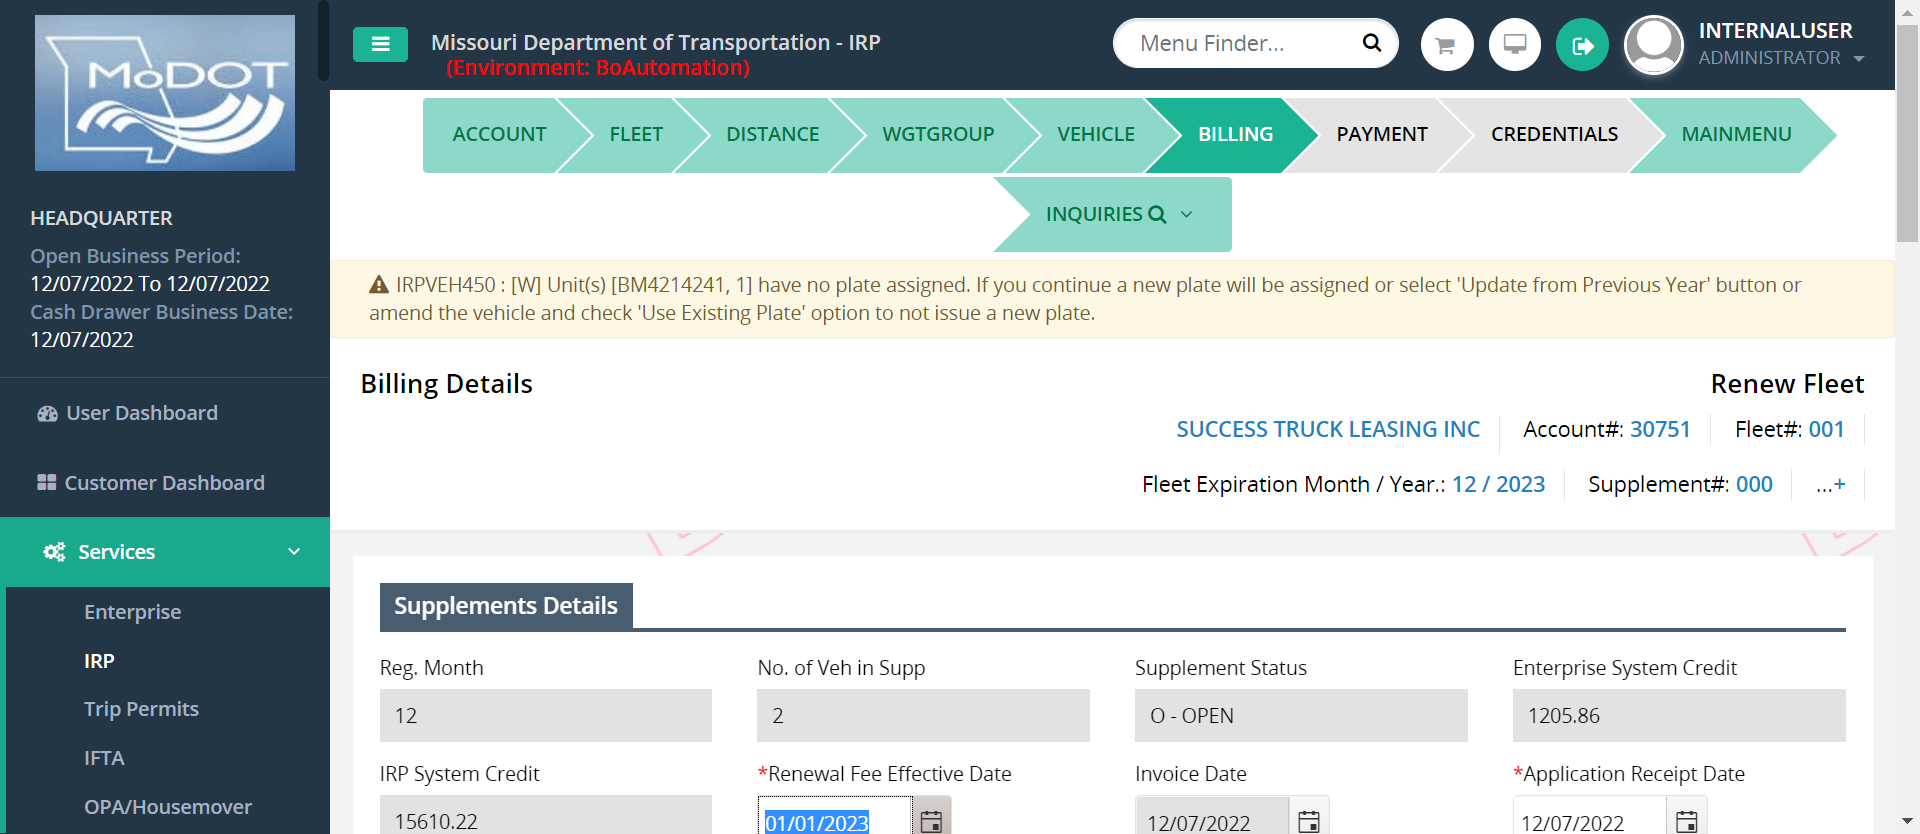 MoDOT
Missouri Department of Transportation - IRP
(Environment: BoAutomation)
Menu Finder...
INTERNALUSER
ADMINISTRATOR
HEADQUARTER
Open Business Period:
12/07/2022 To 12/07/2022
Cash Drawer Business Date:
12/07/2022
User Dashboard
Customer Dashboard
Services
Enterprise
IRP
Trip Permits
IFTA
OPA/Housemover
ACCOUNT FLEET DISTANCE WGTGROUP VEHICLE BILLING PAYMENT CREDENTIALS MAINMENU
INQUIRIES
IRPVEH450 : [W] Unit(s) [BM4214241, 1] have no plate assigned. If you continue a new plate will be assigned or select 'Update from Previous Year' button or
amend the vehicle and check 'Use Existing Plate' option to not issue a new plate.
Billing Details Renew Fleet
SUCCESS TRUCK LEASING INC Account#: 30751 Fleet#: 001
Fleet Expiration Month / Year.: 12 / 2023 Supplement#: 000 ...+
Supplements Details
Reg. Month No. of Veh in Supp Supplement Status Enterprise System Credit
12 2 O - OPEN 1205.86
IRP System Credit *Renewal Fee Effective Date Invoice Date *Application Receipt Date
15610.22 01/01/2023 12/07/2022 12/07/2022